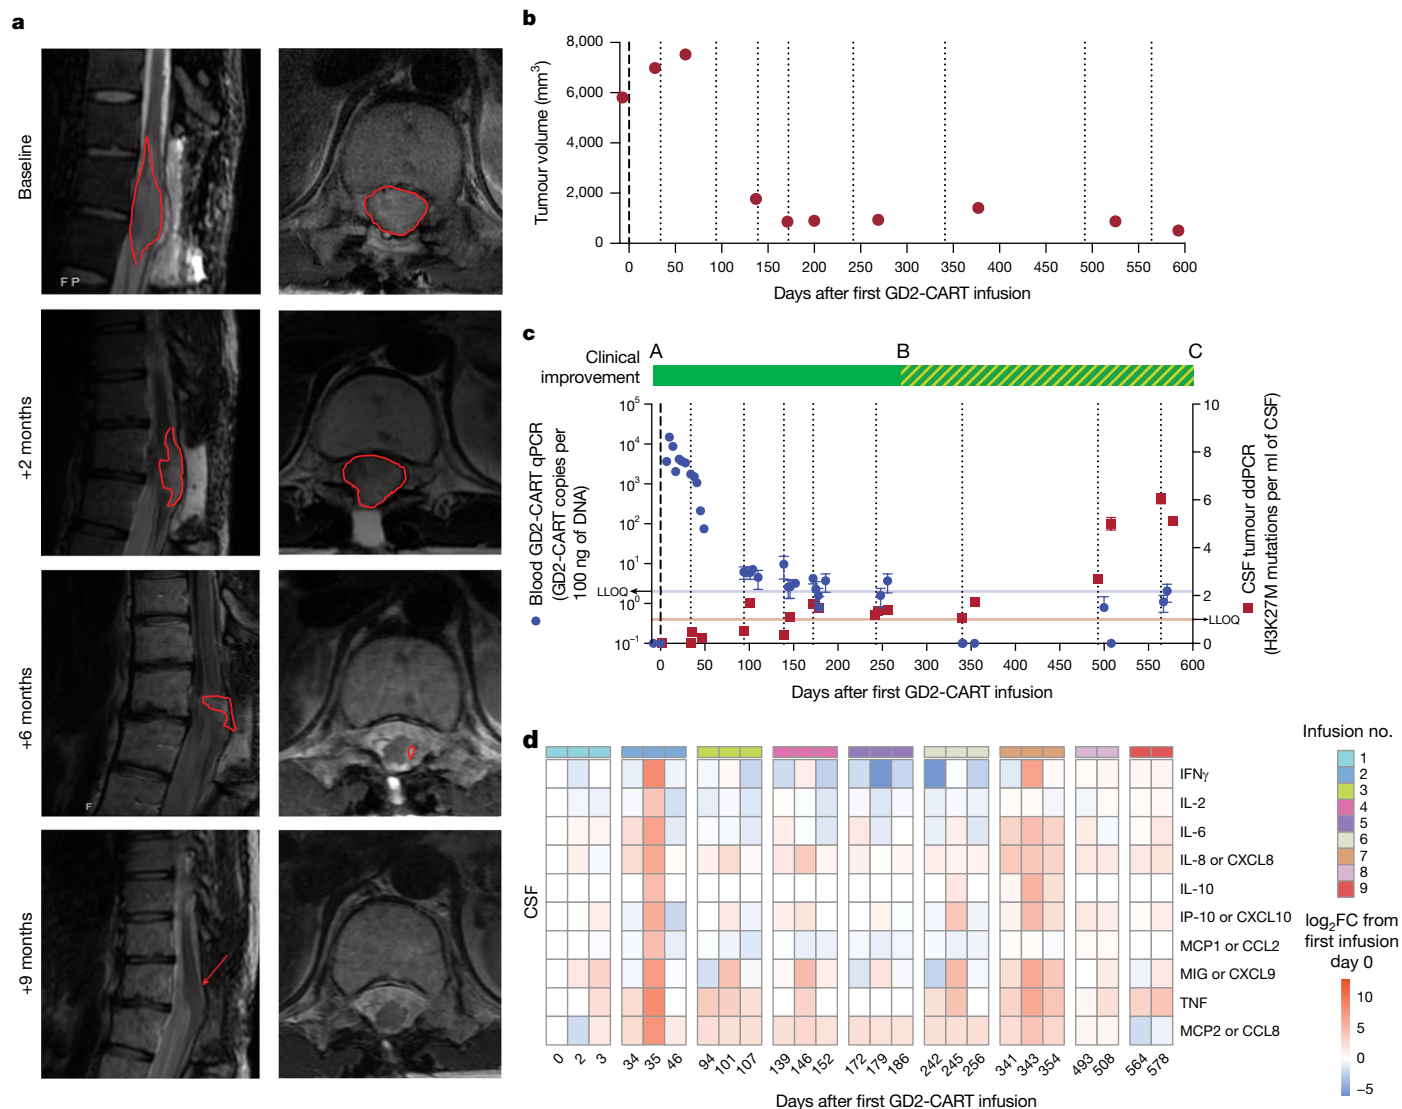 a
Baseline
F P
+2 months
+6 months
F
+9 months
b
Tumour volume (mm³)
8,000
6,000
4,000
2,000
0
0 50 100 150 200 250 300 350 400 450 500 550 600
Days after first GD2-CART infusion
c
Clinical
improvement
A B C
Blood GD2-CART qPCR
(GD2-CART copies per
100 ng of DNA)
10⁵
10⁴
10³
10²
10¹
10⁰
10⁻¹
LLOQ
10
8
6
4
2
0
LLOQ
CSF tumour ddPCR
(H3K27M mutations per ml of CSF)
0 50 100 150 200 250 300 350 400 450 500 550 600
Days after first GD2-CART infusion
d
CSF
IFNγ
IL-2
IL-6
IL-8 or CXCL8
IL-10
IP-10 or CXCL10
MCP1 or CCL2
MIG or CXCL9
TNF
MCP2 or CCL8
0 2 3 34 35 46 94 101 107 139 146 152 172 179 186 242 245 256 341 343 354 493 508 564 578
Days after first GD2-CART infusion
Infusion no.
1
2
3
4
5
6
7
8
9
log₂FC from
first infusion
day 0
10
5
0
−5